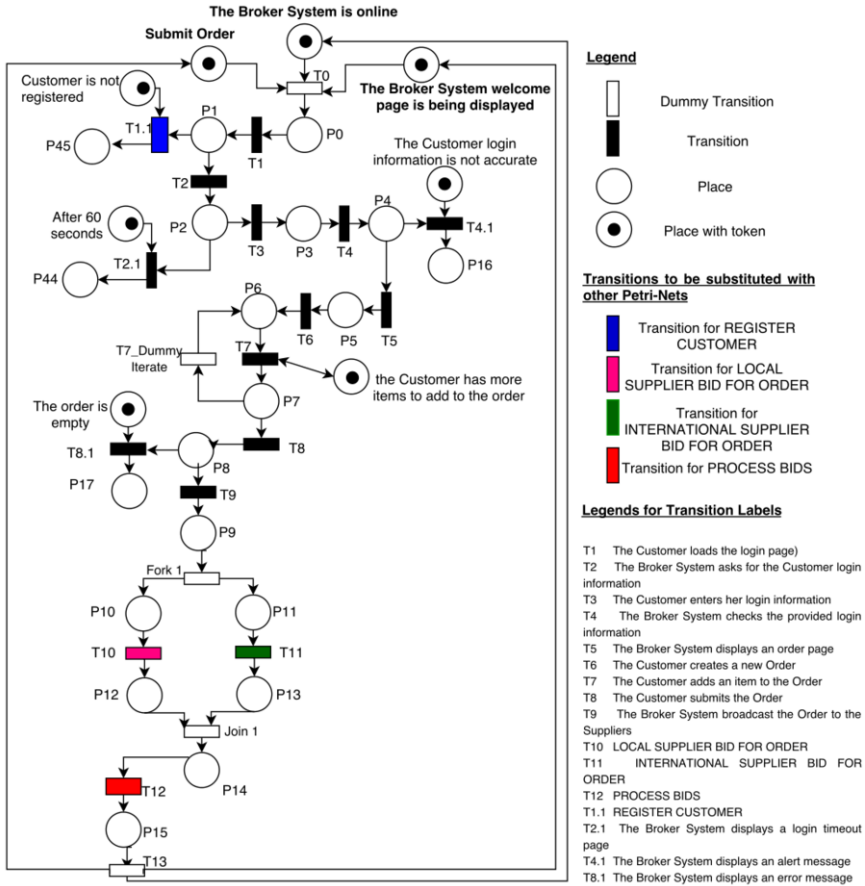 The Broker System is online
Submit Order
T0
Customer is not
registered
The Broker System welcome
page is being displayed
P1
T1.1
P45
T1
P0
The Customer login
information is not accurate
T2
P4
After 60
seconds
P2
T3
P3
T4
T4.1
T2.1
P44
P16
P6
T6
P5
T5
T7_Dummy
Iterate
T7
the Customer has more
items to add to the order
The order is
empty
P7
T8
T8.1
P8
P17
T9
P9
Fork 1
P10
P11
T10
T11
P12
P13
Join 1
P14
T12
P15
T13
Legend
Dummy Transition
Transition
Place
Place with token
Transitions to be substituted with
other Petri-Nets
Transition for REGISTER
CUSTOMER
Transition for LOCAL
SUPPLIER BID FOR ORDER
Transition for
INTERNATIONAL SUPPLIER
BID FOR ORDER
Transition for PROCESS BIDS
Legends for Transition Labels
T1 The Customer loads the login page)
T2 The Broker System asks for the Customer login
information
T3 The Customer enters her login information
T4 The Broker System checks the provided login
information
T5 The Broker System displays an order page
T6 The Customer creates a new Order
T7 The Customer adds an item to the Order
T8 The Customer submits the Order
T9 The Broker System broadcast the Order to the
Suppliers
T10 LOCAL SUPPLIER BID FOR ORDER
T11 INTERNATIONAL SUPPLIER BID FOR
ORDER
T12 PROCESS BIDS
T1.1 REGISTER CUSTOMER
T2.1 The Broker System displays a login timeout
page
T4.1 The Broker System displays an alert message
T8.1 The Broker System displays an error message